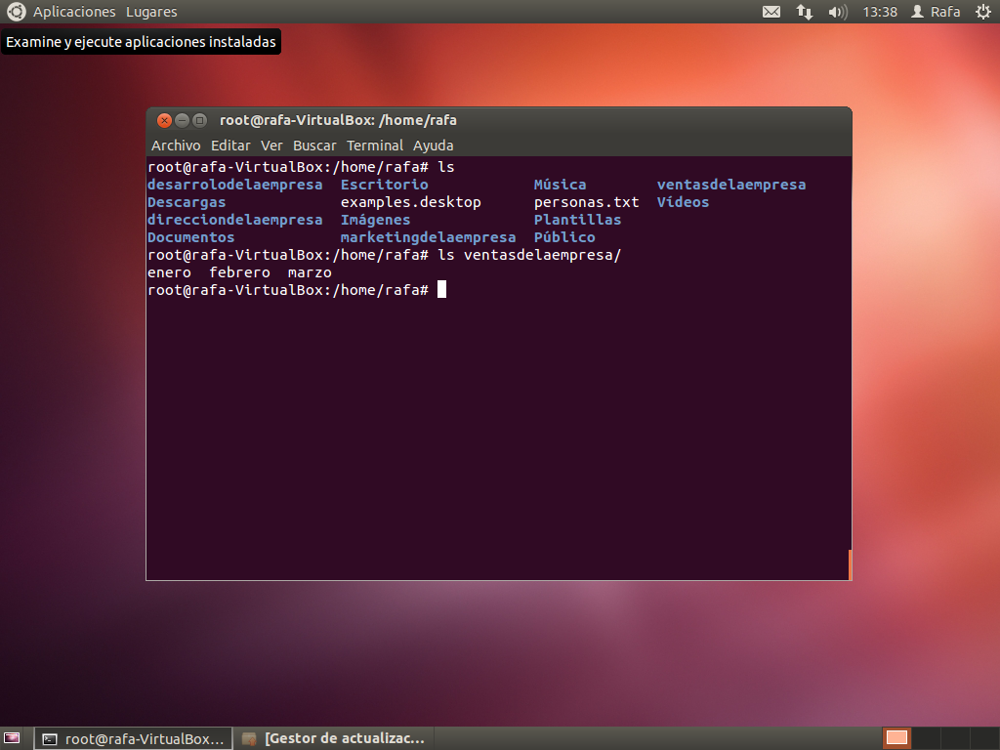 Aplicaciones Lugares 13:38 Rafa
Examine y ejecute aplicaciones instaladas
root@rafa-VirtualBox: /home/rafa
Archivo Editar Ver Buscar Terminal Ayuda
root@rafa-VirtualBox:/home/rafa# ls
desarrolodelaempresa Escritorio Música ventasdelaempresa
Descargas examples.desktop personas.txt Vídeos
direcciondelaempresa Imágenes Plantillas
Documentos marketingdelaempresa Público
root@rafa-VirtualBox:/home/rafa# ls ventasdelaempresa/
enero febrero marzo
root@rafa-VirtualBox:/home/rafa#
root@rafa-VirtualBox... [Gestor de actualizac...